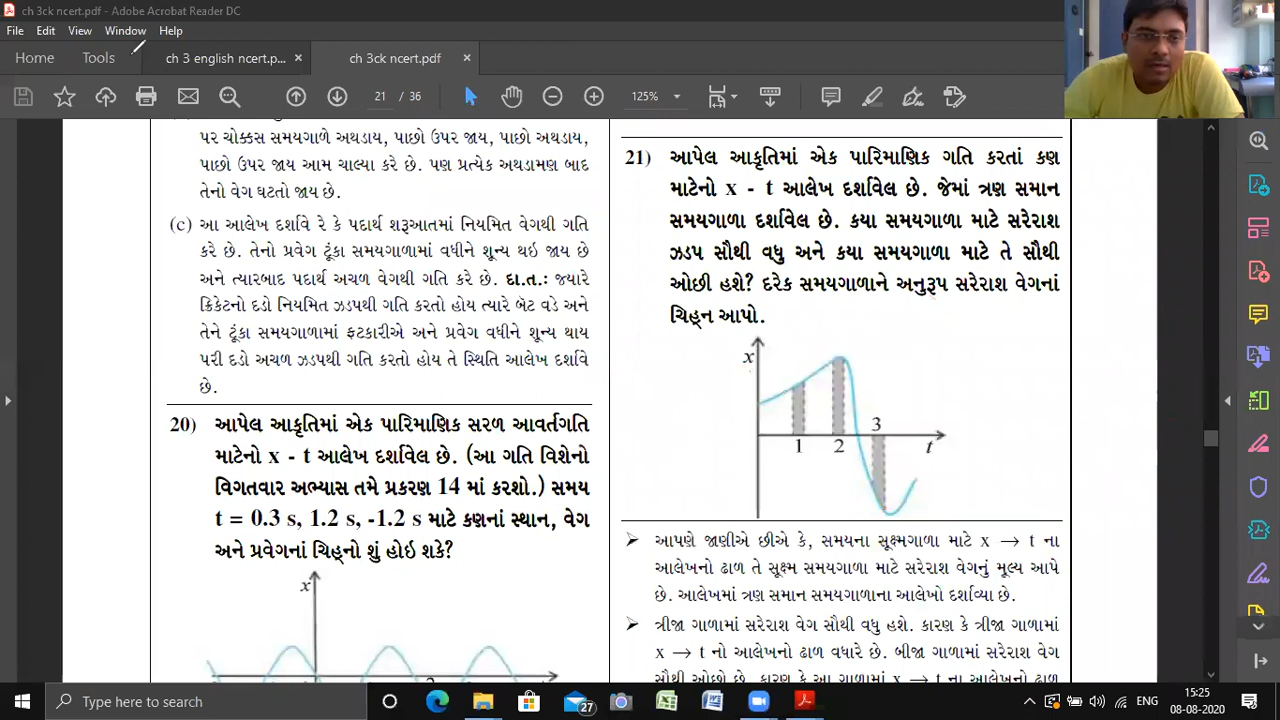 ch 3ck ncert.pdf - Adobe Acrobat Reader DC
File Edit View Window Help
Home Tools ch 3 english ncert.p... × ch 3ck ncert.pdf ×
21 / 36 125%
પર ચોક્કસ સમયગાળે અથડાય, પાછો ઉપર જાય, પાછો અથડાય,
પાછો ઉપર જાય આમ ચાલ્યા કરે છે. પણ પ્રત્યેક અથડામણ બાદ
તેનો વેગ ઘટતો જાય છે.
(c) આ આલેખ દર્શાવે રે કે પદાર્થ શરૂઆતમાં નિયમિત વેગથી ગતિ
કરે છે. તેનો પ્રવેગ ટૂંકા સમયગાળામાં વધીને શૂન્ય થઇ જાય છે
અને ત્યારબાદ પદાર્થ અચળ વેગથી ગતિ કરે છે. દા.ત.: જ્યારે
ક્રિકેટનો દડો નિયમિત ઝડપથી ગતિ કરતો હોય ત્યારે બૅટ વડે અને
તેને ટૂંકા સમયગાળામાં ફટકારીએ અને પ્રવેગ વધીને શૂન્ય થાય
પરી દડો અચળ ઝડપથી ગતિ કરતો હોય તે સ્થિતિ આલેખ દર્શાવે
છે.
20) આપેલ આકૃતિમાં એક પારિમાણિક સરળ આવર્તગતિ
માટેનો x - t આલેખ દર્શાવેલ છે. (આ ગતિ વિશેનો
વિગતવાર અભ્યાસ તમે પ્રકરણ 14 માં કરશો.) સમય
t = 0.3 s, 1.2 s, -1.2 s માટે કણનાં સ્થાન, વેગ
અને પ્રવેગનાં ચિહ્નો શું હોઇ શકે?
x
21) આપેલ આકૃતિમાં એક પારિમાણિક ગતિ કરતાં કણ
માટેનો x - t આલેખ દર્શાવેલ છે. જેમાં ત્રણ સમાન
સમયગાળા દર્શાવેલ છે. કયા સમયગાળા માટે સરેરાશ
ઝડપ સૌથી વધુ અને કયા સમયગાળા માટે તે સૌથી
ઓછી હશે? દરેક સમયગાળાને અનુરૂપ સરેરાશ વેગનાં
ચિહ્ન આપો.
x
3
1 2 t
➢ આપણે જાણીએ છીએ કે, સમયના સૂક્ષ્મગાળા માટે x → t ના
આલેખનો ઢાળ તે સૂક્ષ્મ સમયગાળા માટે સરેરાશ વેગનું મૂલ્ય આપે
છે. આલેખમાં ત્રણ સમાન સમયગાળાના આલેખો દર્શાવ્યા છે.
➢ ત્રીજા ગાળામાં સરેરાશ વેગ સૌથી વધુ હશે. કારણ કે ત્રીજા ગાળામાં
x → t નો આલેખનો ઢાળ વધારે છે. બીજા ગાળામાં સરેરાશ વેગ
સૌથી ઓછો છે. કારણ કે આ ગાળામાં x → t ના આલેખનો ઢાળ
Type here to search
27
ENG
15:25
08-08-2020